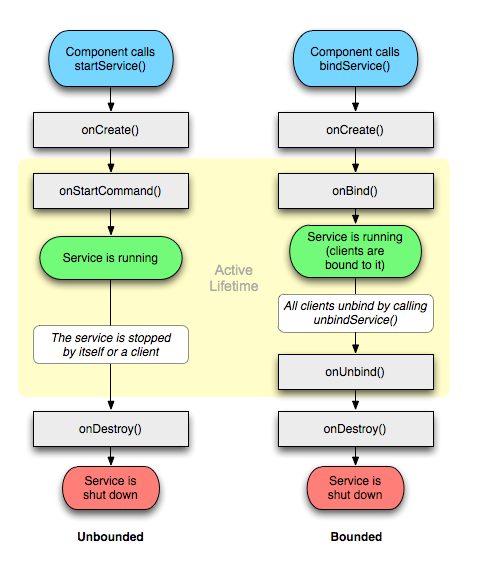 Component calls
startService()
onCreate()
onStartCommand()
Service is running
The service is stopped
by itself or a client
onDestroy()
Service is
shut down
Unbounded
Active
Lifetime
Component calls
bindService()
onCreate()
onBind()
Service is running
(clients are
bound to it)
All clients unbind by calling
unbindService()
onUnbind()
onDestroy()
Service is
shut down
Bounded